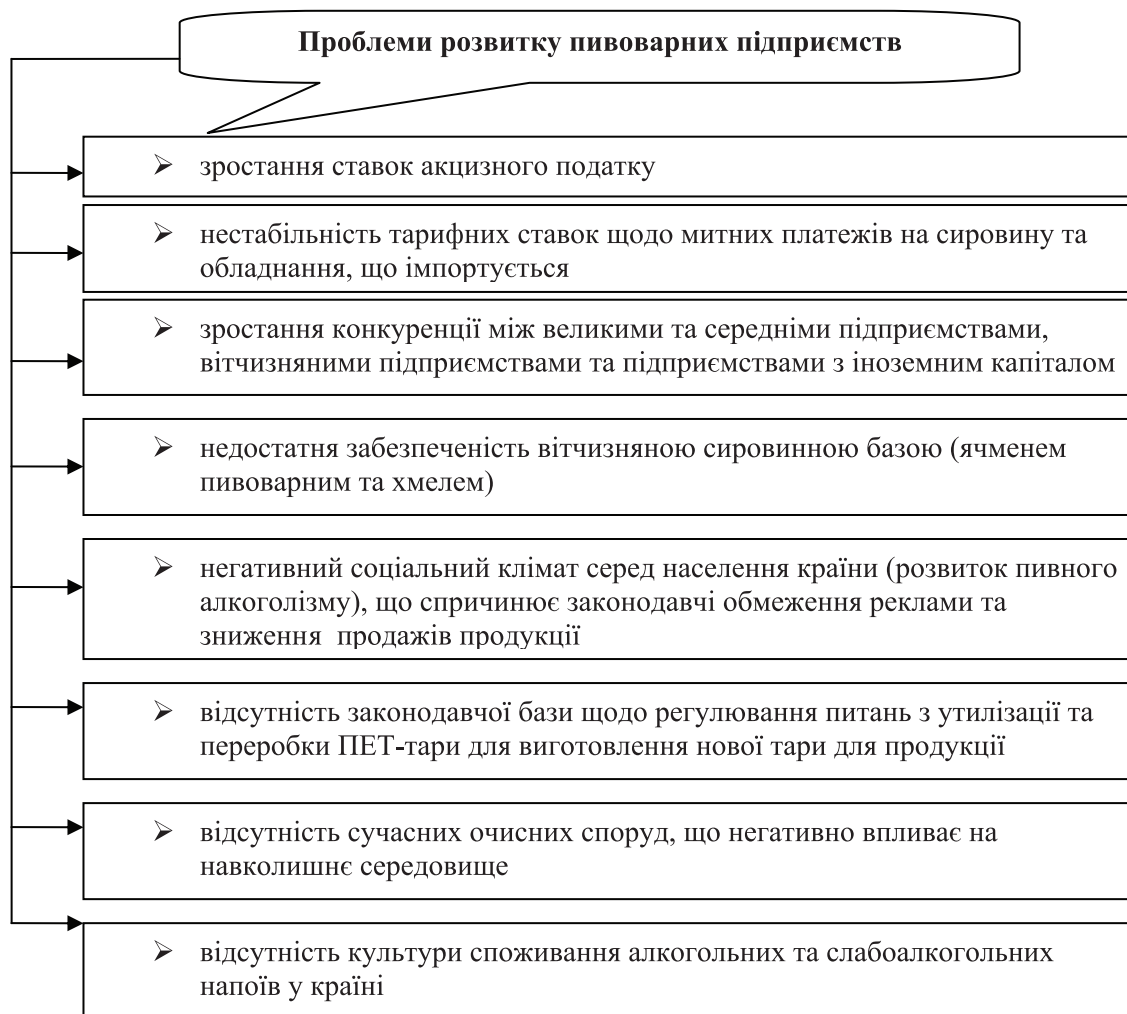 Проблеми розвитку пивоварних підприємств
➢ зростання ставок акцизного податку
➢ нестабільність тарифних ставок щодо митних платежів на сировину та
обладнання, що імпортується
➢ зростання конкуренції між великими та середніми підприємствами,
вітчизняними підприємствами та підприємствами з іноземним капіталом
➢ недостатня забезпеченість вітчизняною сировинною базою (ячменем
пивоварним та хмелем)
➢ негативний соціальний клімат серед населення країни (розвиток пивного
алкоголізму), що спричинює законодавчі обмеження реклами та
зниження продажів продукції
➢ відсутність законодавчої бази щодо регулювання питань з утилізації та
переробки ПЕТ-тари для виготовлення нової тари для продукції
➢ відсутність сучасних очисних споруд, що негативно впливає на
навколишнє середовище
➢ відсутність культури споживання алкогольних та слабоалкогольних
напоїв у країні